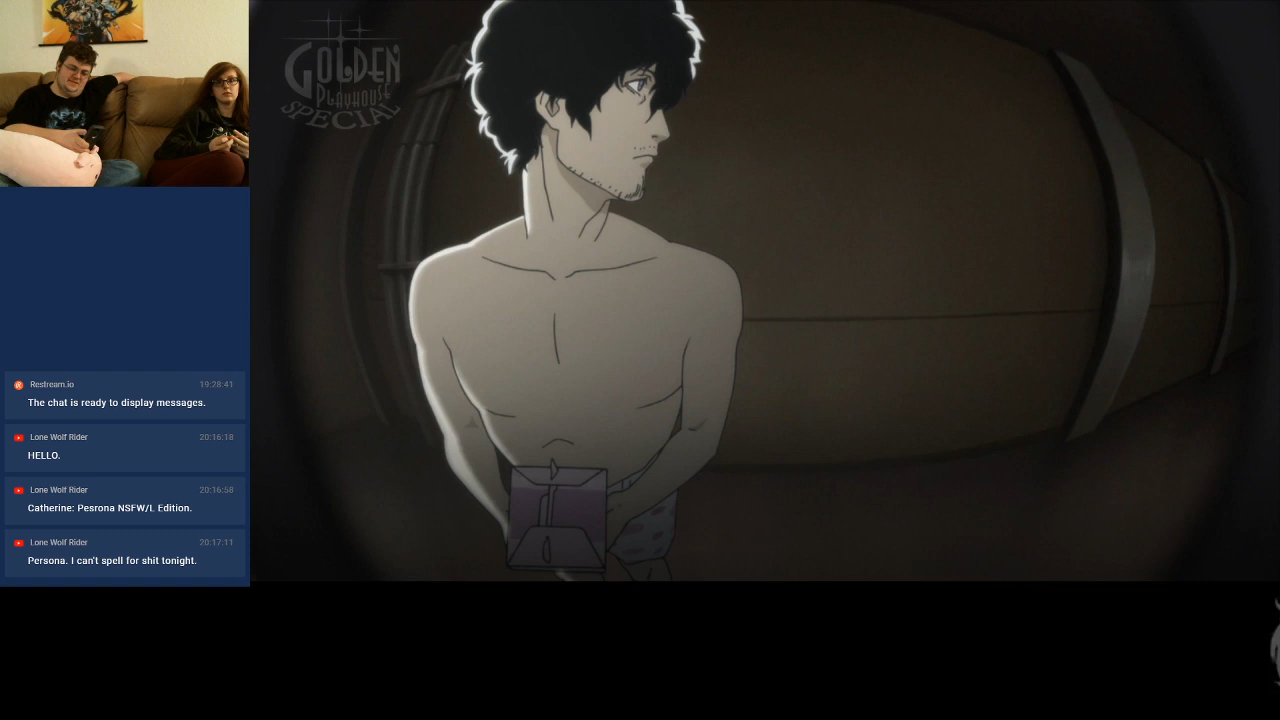 GOLDEN
PLAYHOUSE
SPECIAL
Restream.io 19:28:41
The chat is ready to display messages.
Lone Wolf Rider 20:16:18
HELLO.
Lone Wolf Rider 20:16:58
Catherine: Pesrona NSFW/L Edition.
Lone Wolf Rider 20:17:11
Persona. I can't spell for shit tonight.